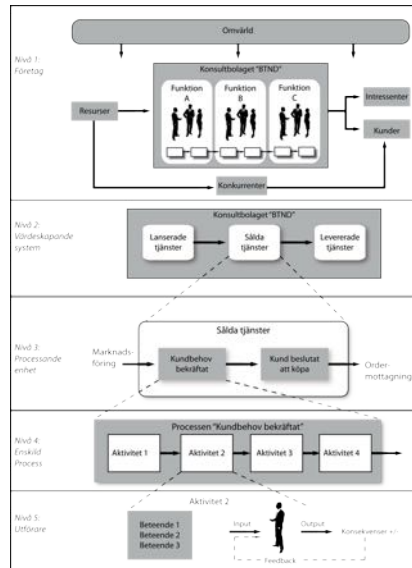 Omvärld
Nivå 1:
Företag
Konsultbolaget "BTND"
Funktion
A
Funktion
B
Funktion
C
Resurser
Intressenter
Kunder
Konkurrenter
Nivå 2:
Värdeskapande
system
Konsultbolaget "BTND"
Lanserade
tjänster
Sålda
tjänster
Levererade
tjänster
Nivå 3:
Processande
enhet
Sålda tjänster
Marknads-
föring
Kundbehov
bekräftat
Kund beslutat
att köpa
Order-
mottagning
Nivå 4:
Enskild
Process
Processen "Kundbehov bekräftat"
Aktivitet 1
Aktivitet 2
Aktivitet 3
Aktivitet 4
Nivå 5:
Utförare
Aktivitet 2
Beteende 1
Beteende 2
Beteende 3
Input
Output
Konsekvenser +/-
Feedback